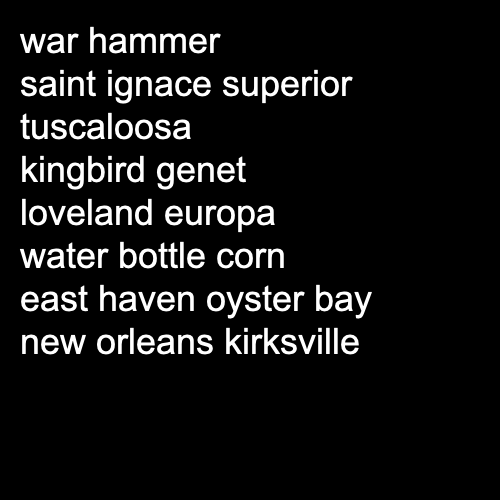 war hammer
saint ignace superior
tuscaloosa
kingbird genet
loveland europa
water bottle corn
east haven oyster bay
new orleans kirksville